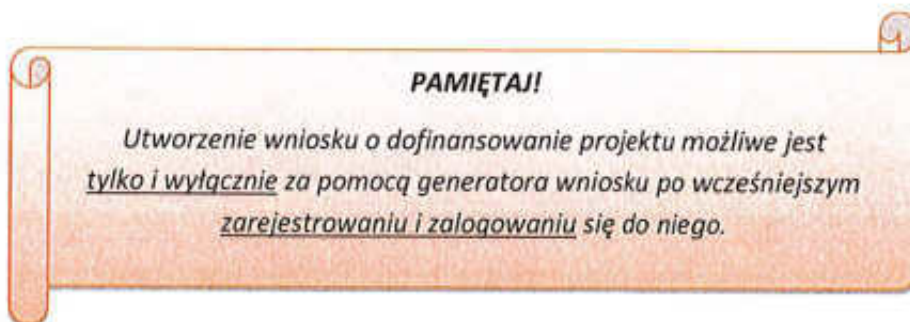 PAMIĘTAJ!
Utworzenie wniosku o dofinansowanie projektu możliwe jest
tylko i wyłącznie za pomocą generatora wniosku po wcześniejszym
zarejestrowaniu i zalogowaniu się do niego.